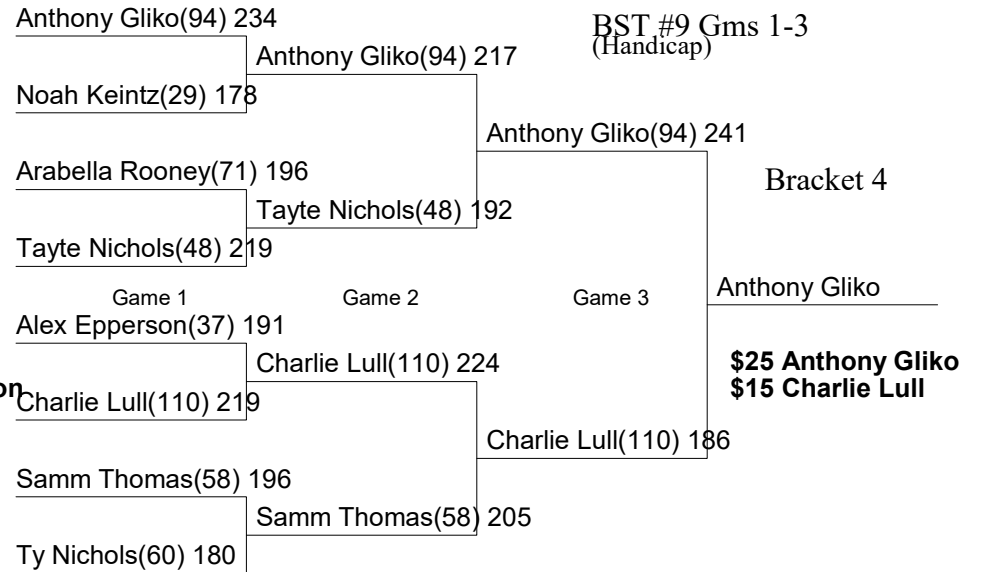 Anthony Gliko(94) 234
BST #9 Gms 1-3
(Handicap)
Anthony Gliko(94) 217
Noah Keintz(29) 178
Anthony Gliko(94) 241
Arabella Rooney(71) 196
Bracket 4
Tayte Nichols(48) 192
Tayte Nichols(48) 219
Game 1
Game 2
Game 3
Anthony Gliko
Alex Epperson(37) 191
Charlie Lull(110) 224
$25 Anthony Gliko
$15 Charlie Lull
on
Charlie Lull(110) 219
Charlie Lull(110) 186
Samm Thomas(58) 196
Samm Thomas(58) 205
Ty Nichols(60) 180